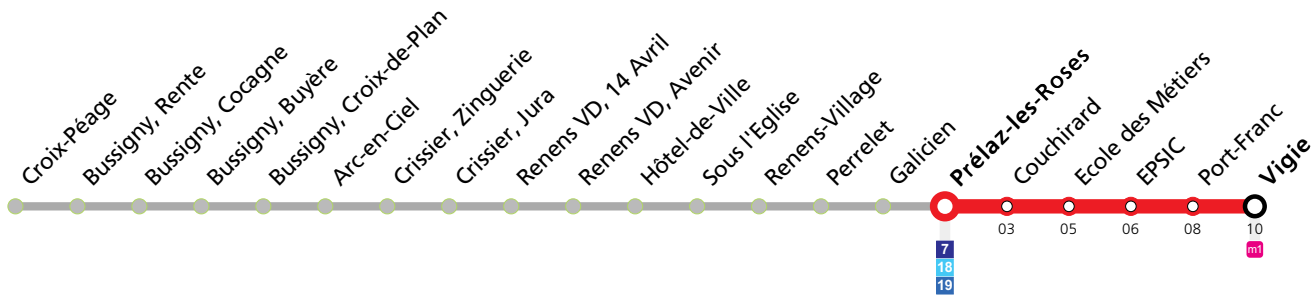 Croix-Péage
Bussigny, Rente
Bussigny, Cocagne
Bussigny, Buyère
Bussigny, Croix-de-Plan
Arc-en-Ciel
Crissier, Zinguerie
Crissier, Jura
Renens VD, 14 Avril
Renens VD, Avenir
Hôtel-de-Ville
Sous l'Eglise
Renens-Village
Perrelet
Galicien
Prélaz-les-Roses
Couchirard
Ecole des Métiers
EPSIC
Port-Franc
Vigie
03 05 06 08 10
7 m1
18
19